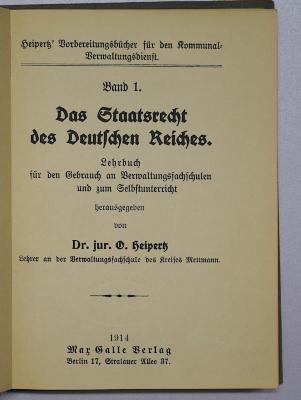 Heipertz' Vorbereitungsbücher für den Kommunal-
Verwaltungsdienst.
Band 1.
Das Staatsrecht
des Deutschen Reiches.
Lehrbuch
für den Gebrauch an Verwaltungsfachschulen
und zum Selbstunterricht
herausgegeben
von
Dr. jur. O. Heipertz
Lehrer an der Verwaltungsfachschule des Kreises Mettmann.
1914
Max Galle Verlag
Berlin 17, Stralauer Allee 37.